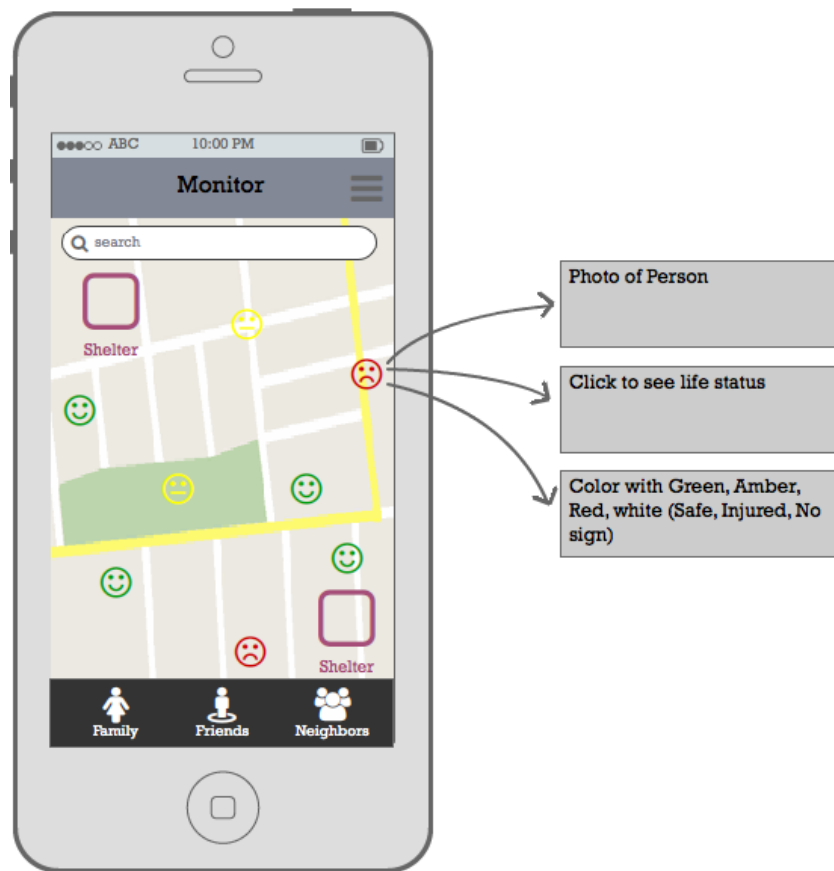 ABC 10:00 PM
Monitor
search
Shelter
Shelter
Family Friends Neighbors
Photo of Person
Click to see life status
Color with Green, Amber,
Red, white (Safe, Injured, No
sign)